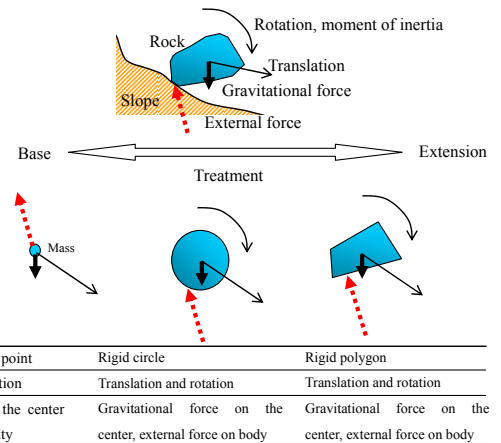 Rotation, moment of inertia
Rock
Translation
Gravitational force
Slope
External force
Base
Extension
Treatment
Mass
point Rigid circle Rigid polygon
tion Translation and rotation Translation and rotation
the center Gravitational force on the Gravitational force on the
ty center, external force on body center, external force on body